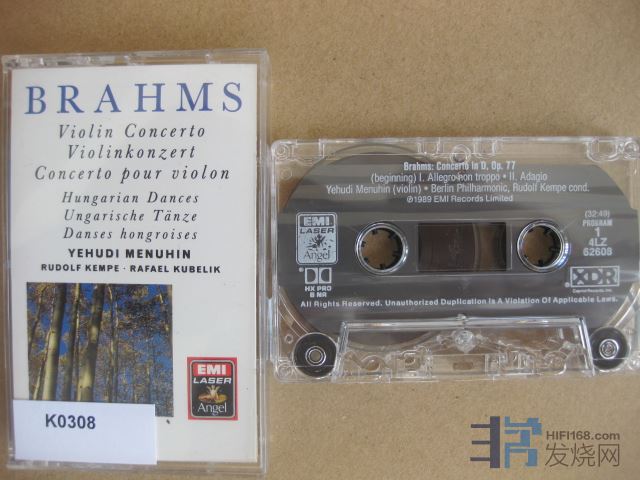 BRAHMS
Violin Concerto
Violinkonzert
Concerto pour violon
Hungarian Dances
Ungarische Tänze
Danses hongroises
YEHUDI MENUHIN
RUDOLF KEMPE · RAFAEL KUBELIK
EMI
LASER
Angel
K0308
Brahms: Concerto in D, Op. 77
(beginning) I. Allegro non troppo • II. Adagio
Yehudi Menuhin (violin) • Berlin Philharmonic, Rudolf Kempe cond.
℗1989 EMI Records Limited
EMI
LASER
Angel
HX PRO
B NR
(32:49)
PROGRAM
1
4LZ
62608
XDR
Capitol Records, Inc.
All Rights Reserved. Unauthorized Duplication Is A Violation Of Applicable Laws.
HIFI168.com
发烧网